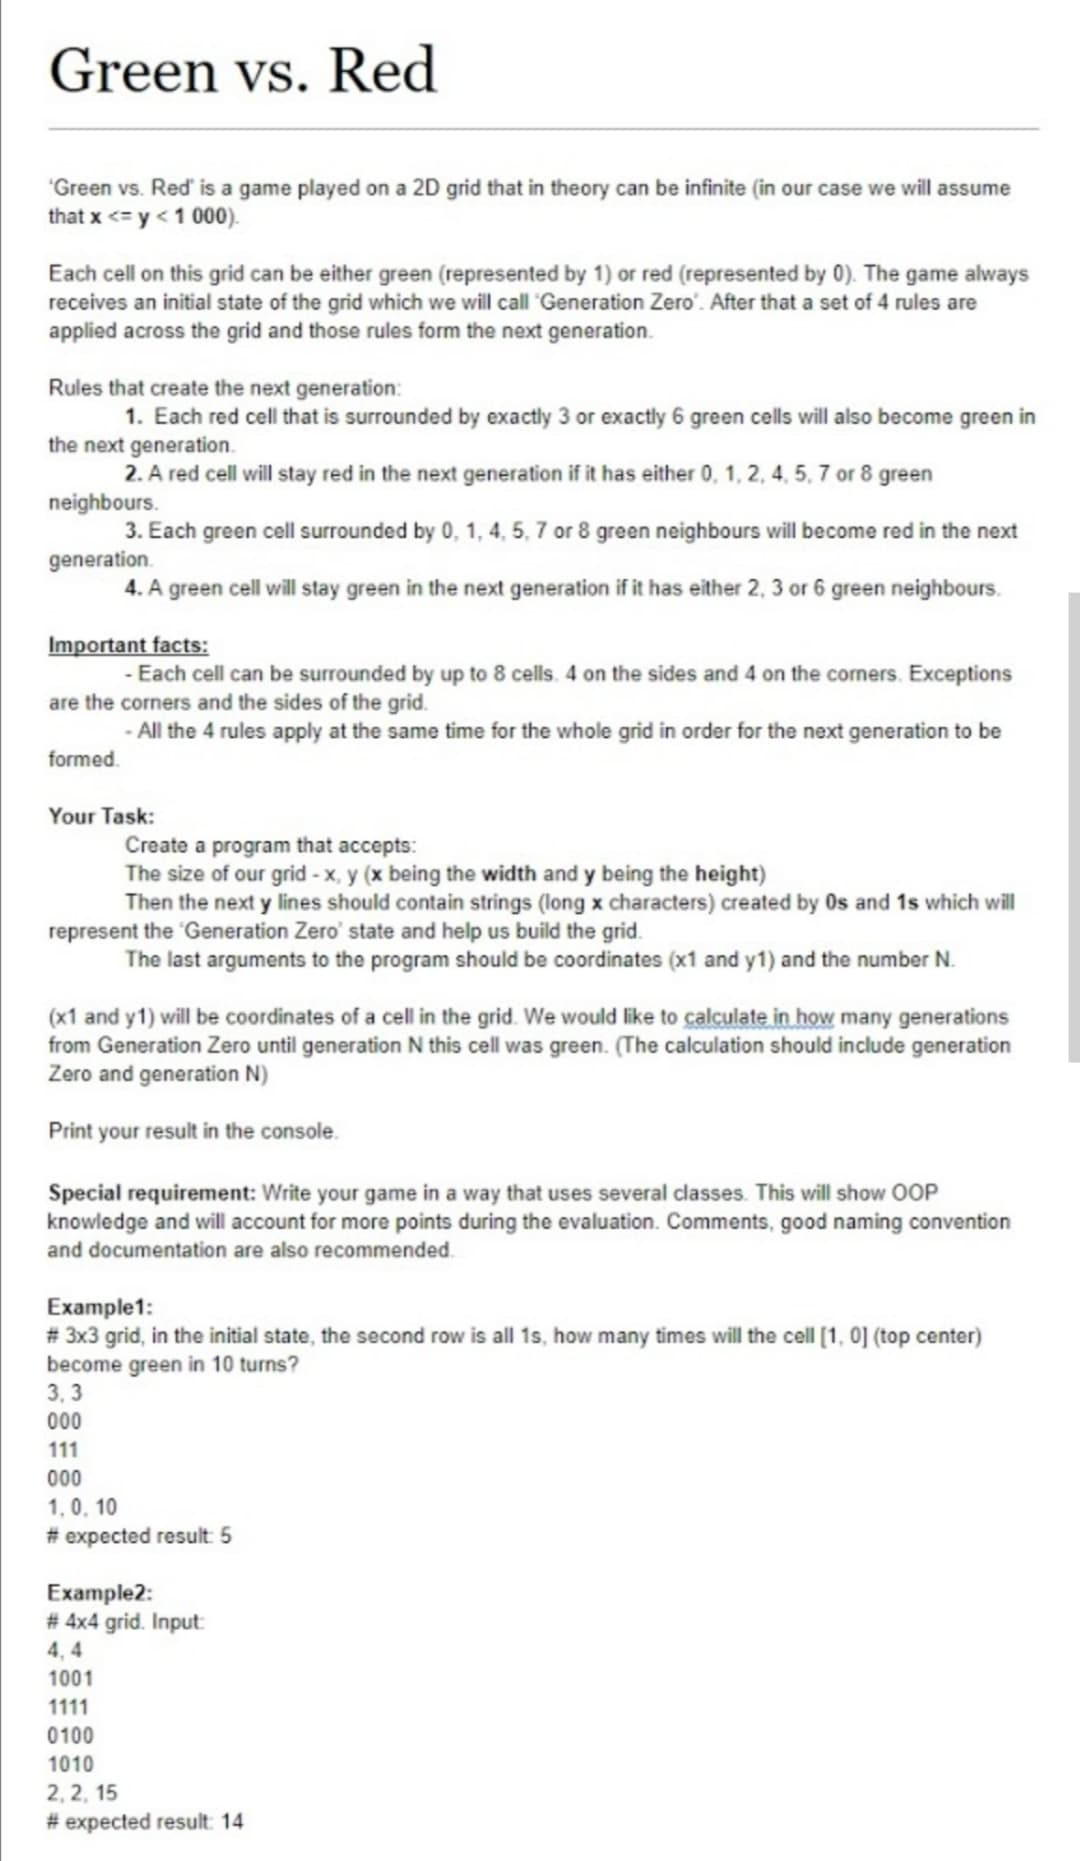 Green vs. Red
'Green vs. Red' is a game played on a 2D grid that in theory can be infinite (in our case we will assume
that x <= y < 1 000).
Each cell on this grid can be either green (represented by 1) or red (represented by 0). The game always
receives an initial state of the grid which we will call 'Generation Zero'. After that a set of 4 rules are
applied across the grid and those rules form the next generation.
Rules that create the next generation:
1. Each red cell that is surrounded by exactly 3 or exactly 6 green cells will also become green in
the next generation.
2. A red cell will stay red in the next generation if it has either 0, 1, 2, 4, 5, 7 or 8 green
neighbours.
3. Each green cell surrounded by 0, 1, 4, 5, 7 or 8 green neighbours will become red in the next
generation.
4. A green cell will stay green in the next generation if it has either 2, 3 or 6 green neighbours.
Important facts:
- Each cell can be surrounded by up to 8 cells. 4 on the sides and 4 on the corners. Exceptions
are the corners and the sides of the grid.
- All the 4 rules apply at the same time for the whole grid in order for the next generation to be
formed.
Your Task:
Create a program that accepts:
The size of our grid - x, y (x being the width and y being the height)
Then the next y lines should contain strings (long x characters) created by 0s and 1s which will
represent the 'Generation Zero' state and help us build the grid.
The last arguments to the program should be coordinates (x1 and y1) and the number N.
(x1 and y1) will be coordinates of a cell in the grid. We would like to calculate in how many generations
from Generation Zero until generation N this cell was green. (The calculation should include generation
Zero and generation N)
Print your result in the console.
Special requirement: Write your game in a way that uses several classes. This will show OOP
knowledge and will account for more points during the evaluation. Comments, good naming convention
and documentation are also recommended.
Example1:
# 3x3 grid, in the initial state, the second row is all 1s, how many times will the cell [1, 0] (top center)
become green in 10 turns?
3, 3
000
111
000
1, 0, 10
# expected result: 5
Example2:
# 4x4 grid. Input:
4, 4
1001
1111
0100
1010
2, 2, 15
# expected result: 14